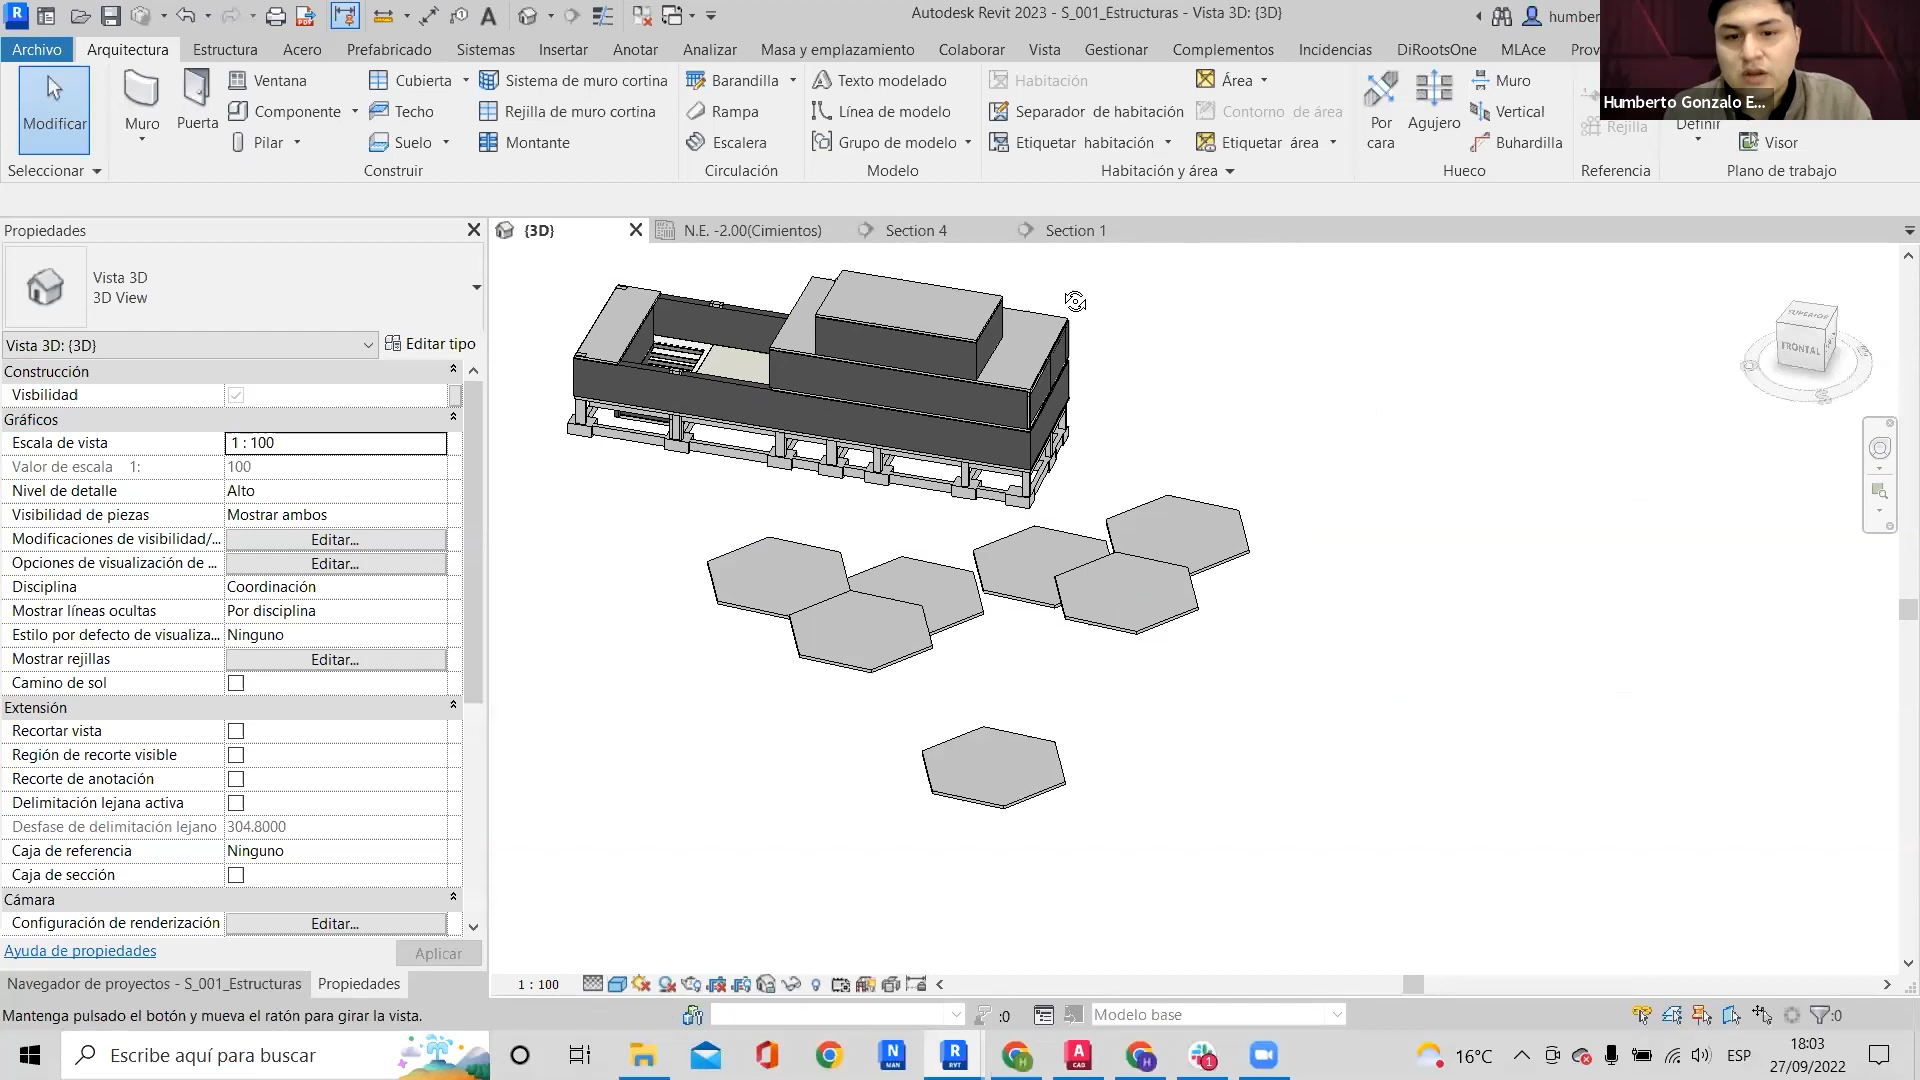 Autodesk Revit 2023 - S_001_Estructuras - Vista 3D: {3D}
Archivo Arquitectura Estructura Acero Prefabricado Sistemas Insertar Anotar Analizar Masa y emplazamiento Colaborar Vista Gestionar Complementos Incidencias DiRootsOne MLAce
Modificar
Muro
Puerta
Ventana
Componente
Pilar
Cubierta
Techo
Suelo
Sistema de muro cortina
Rejilla de muro cortina
Montante
Barandilla
Rampa
Escalera
Texto modelado
Línea de modelo
Grupo de modelo
Habitación
Separador de habitación
Etiquetar habitación
Área
Contorno de área
Etiquetar área
Por cara
Agujero
Muro
Vertical
Buhardilla
Rejilla
Definir
Visor
Humberto Gonzalo E...
Seleccionar Construir Circulación Modelo Habitación y área Hueco Referencia Plano de trabajo
Propiedades
{3D} N.E. -2.00(Cimientos) Section 4 Section 1
Vista 3D
3D View
Vista 3D: {3D} Editar tipo
Construcción
Visbilidad
Gráficos
Escala de vista 1 : 100
Valor de escala 1: 100
Nivel de detalle Alto
Visibilidad de piezas Mostrar ambos
Modificaciones de visibilidad/... Editar...
Opciones de visualización de ... Editar...
Disciplina Coordinación
Mostrar líneas ocultas Por disciplina
Estilo por defecto de visualiza... Ninguno
Mostrar rejillas Editar...
Camino de sol
Extensión
Recortar vista
Región de recorte visible
Recorte de anotación
Delimitación lejana activa
Desfase de delimitación lejano 304.8000
Caja de referencia Ninguno
Caja de sección
Cámara
Configuración de renderización Editar...
Ayuda de propiedades Aplicar
Navegador de proyectos - S_001_Estructuras Propiedades
SUPERIOR
FRONTAL
1 : 100
Mantenga pulsado el botón y mueva el ratón para girar la vista.
:0
Modelo base
:0
Escribe aquí para buscar
16°C
ESP
18:03
27/09/2022